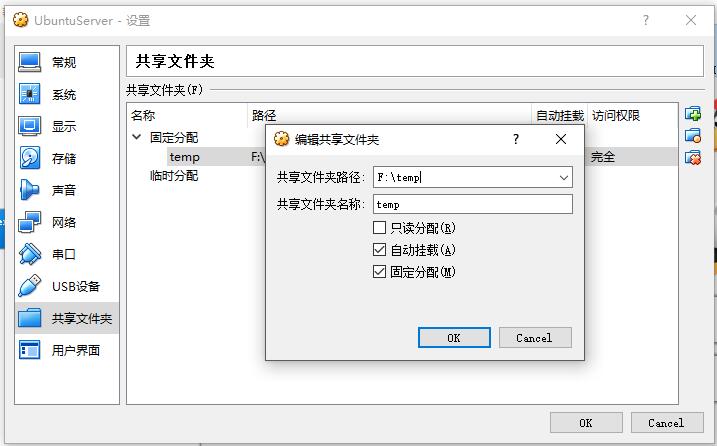 UbuntuServer - 设置
常规
系统
显示
存储
声音
网络
串口
USB设备
共享文件夹
用户界面
共享文件夹
共享文件夹(F)
名称 路径 自动挂载 访问权限
固定分配
temp F:\ 完全
临时分配
编辑共享文件夹
共享文件夹路径: F:\temp
共享文件夹名称: temp
只读分配(R)
自动挂载(A)
固定分配(M)
OK Cancel
OK Cancel